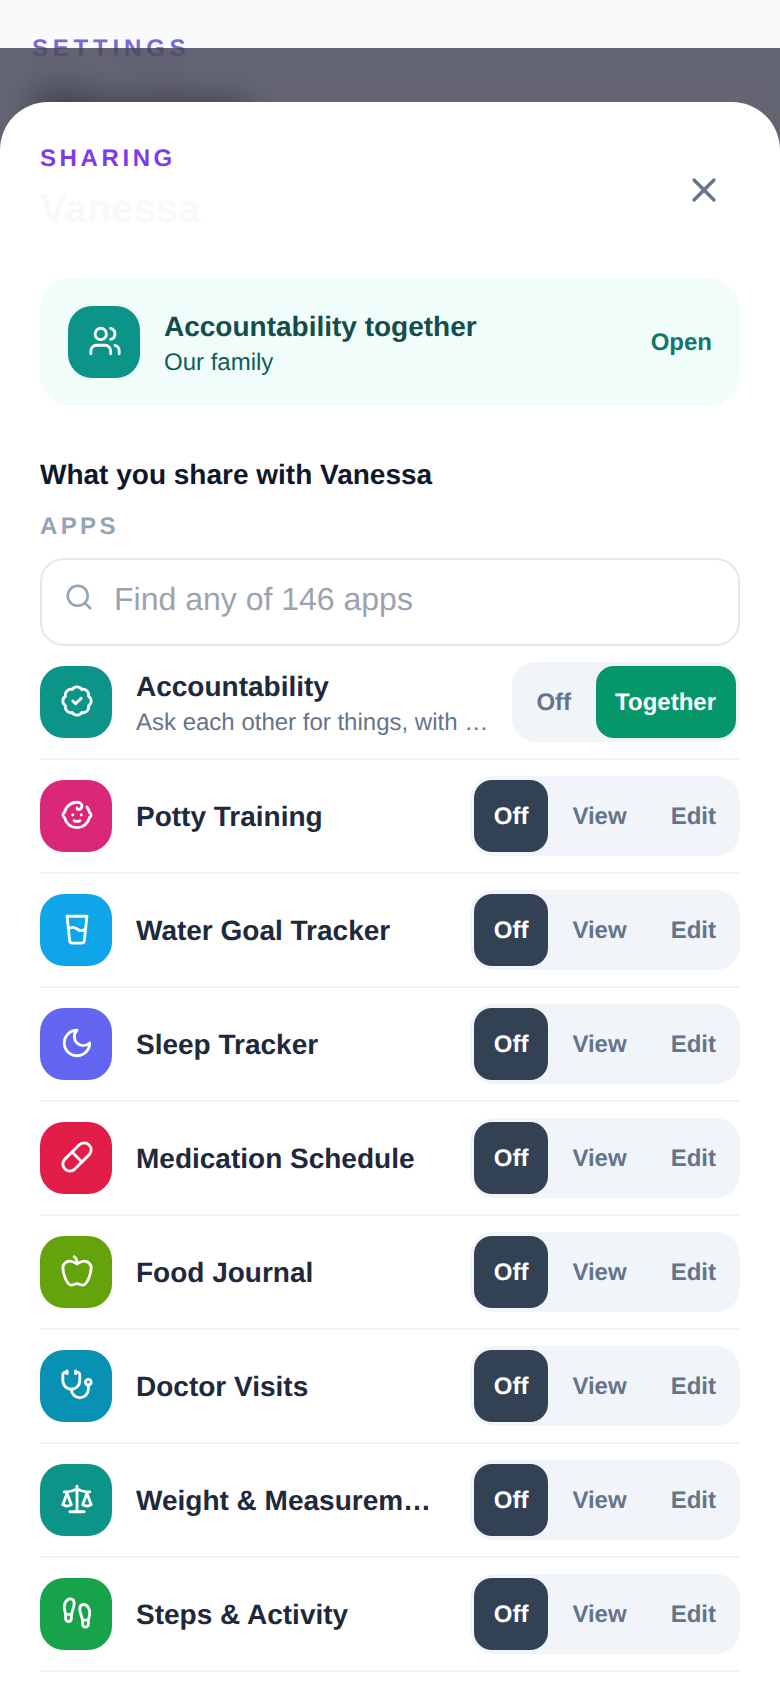 SETTINGS
SHARING
Vanessa
Accountability together
Our family
Open
What you share with Vanessa
APPS
Find any of 146 apps
Accountability
Ask each other for things, with …
Off Together
Potty Training
Off View Edit
Water Goal Tracker
Off View Edit
Sleep Tracker
Off View Edit
Medication Schedule
Off View Edit
Food Journal
Off View Edit
Doctor Visits
Off View Edit
Weight & Measurem…
Off View Edit
Steps & Activity
Off View Edit